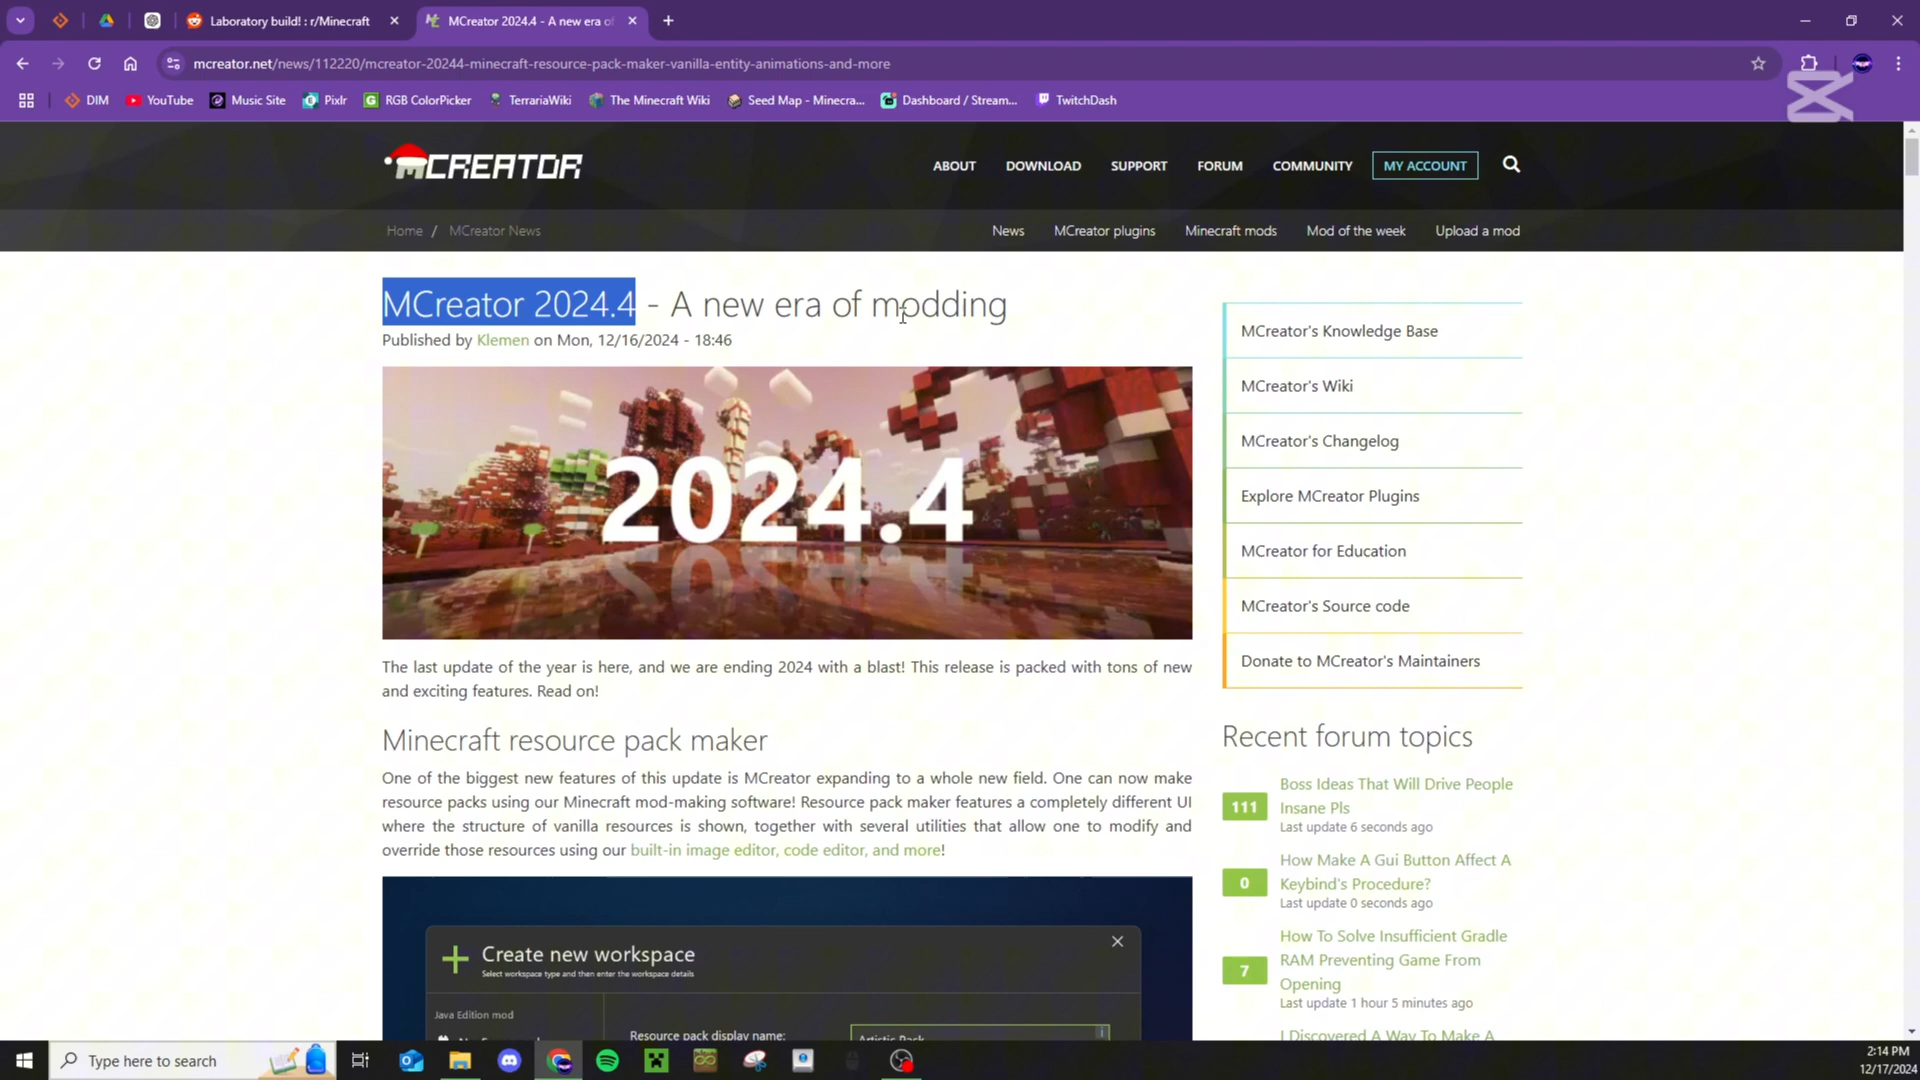 Laboratory build! : r/Minecraft
MCreator 2024.4 - A new era of
mcreator.net/news/112220/mcreator-20244-minecraft-resource-pack-maker-vanilla-entity-animations-and-more
DIM
YouTube
Music Site
Pixlr
RGB ColorPicker
TerrariaWiki
The Minecraft Wiki
Seed Map - Minecra...
Dashboard / Stream...
TwitchDash
MCREATOR
ABOUT
DOWNLOAD
SUPPORT
FORUM
COMMUNITY
MY ACCOUNT
Home / MCreator News
News
MCreator plugins
Minecraft mods
Mod of the week
Upload a mod
MCreator 2024.4 - A new era of modding
Published by Klemen on Mon, 12/16/2024 - 18:46
2024.4
The last update of the year is here, and we are ending 2024 with a blast! This release is packed with tons of new
and exciting features. Read on!
Minecraft resource pack maker
One of the biggest new features of this update is MCreator expanding to a whole new field. One can now make
resource packs using our Minecraft mod-making software! Resource pack maker features a completely different UI
where the structure of vanilla resources is shown, together with several utilities that allow one to modify and
override those resources using our built-in image editor, code editor, and more!
Create new workspace
Select workspace type and then enter the workspace details
Java Edition mod
Resource pack display name:
Artistic Pack
MCreator's Knowledge Base
MCreator's Wiki
MCreator's Changelog
Explore MCreator Plugins
MCreator for Education
MCreator's Source code
Donate to MCreator's Maintainers
Recent forum topics
111
Boss Ideas That Will Drive People
Insane Pls
Last update 6 seconds ago
0
How Make A Gui Button Affect A
Keybind's Procedure?
Last update 0 seconds ago
7
How To Solve Insufficient Gradle
RAM Preventing Game From
Opening
Last update 1 hour 5 minutes ago
I Discovered A Way To Make A
Type here to search
2:14 PM
12/17/2024